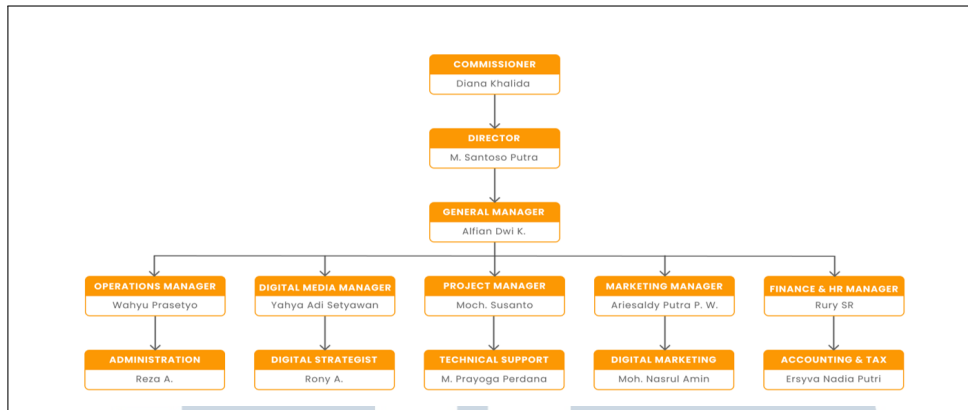 COMMISSIONER
Diana Khalida
DIRECTOR
M. Santoso Putra
GENERAL MANAGER
Alfian Dwi K.
OPERATIONS MANAGER
Wahyu Prasetyo
DIGITAL MEDIA MANAGER
Yahya Adi Setyawan
PROJECT MANAGER
Moch. Susanto
MARKETING MANAGER
Ariesaldy Putra P. W.
FINANCE & HR MANAGER
Rury SR
ADMINISTRATION
Reza A.
DIGITAL STRATEGIST
Rony A.
TECHNICAL SUPPORT
M. Prayoga Perdana
DIGITAL MARKETING
Moh. Nasrul Amin
ACCOUNTING & TAX
Ersyva Nadia Putri